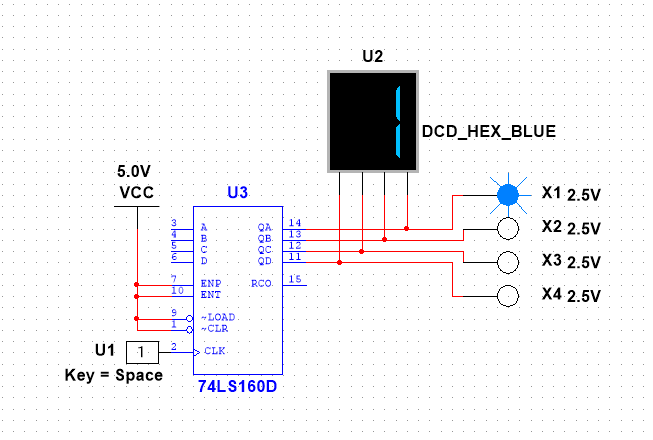 U2
1
DCD_HEX_BLUE
5.0V
VCC
U3
X1 2.5V
X2 2.5V
X3 2.5V
X4 2.5V
3 A QA 14
4 B QB 13
5 C QC 12
6 D QD 11
7 ENP RCO 15
10 ENT
9 ~LOAD
1 ~CLR
U1 1 2 CLK
Key = Space
74LS160D